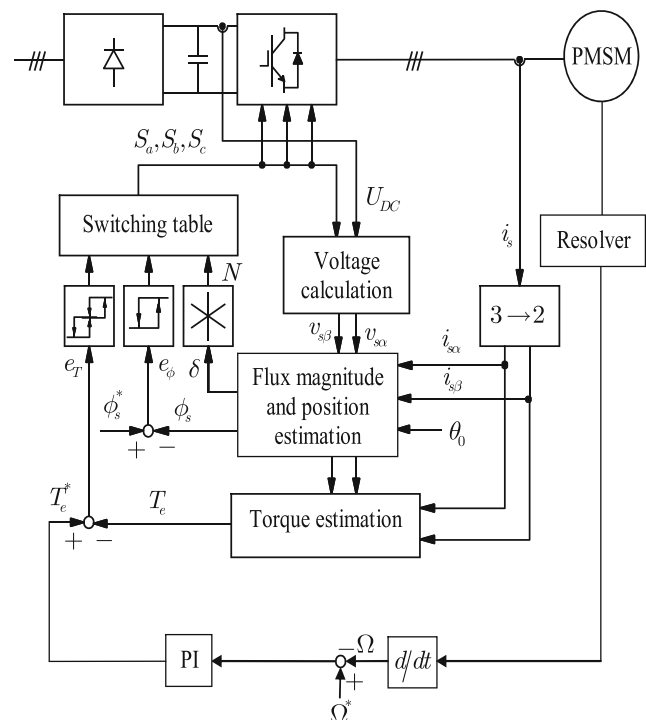 PMSM
S_a, S_b, S_c
U_DC
i_s
Switching table
Resolver
N
Voltage
calculation
3→2
v_sβ
v_sα
i_sα
e_T
e_ϕ
δ
Flux magnitude
and position
estimation
i_sβ
ϕ_s^*
ϕ_s
θ_0
+ −
T_e^*
T_e
Torque estimation
+ −
PI
−Ω
d/dt
+
Ω^*